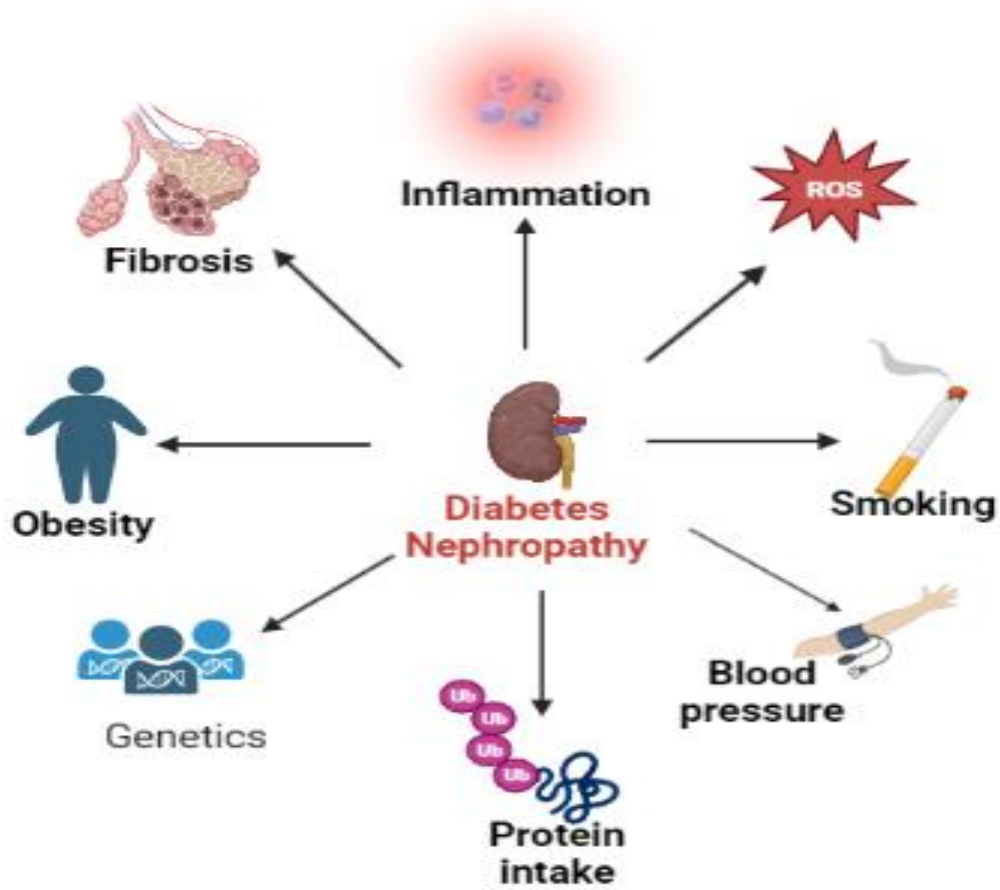 Inflammation
ROS
Fibrosis
Smoking
Diabetes
Nephropathy
Obesity
Blood
pressure
Genetics
Ub
Ub
Ub
Ub
Protein
intake